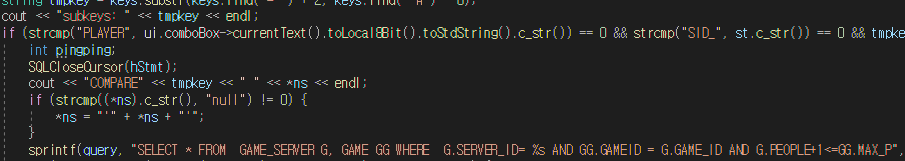 string tmpkey = keys.substr(keys.find("=") + 2, keys.find("A") - 6);
cout << "subkeys: " << tmpkey << endl;
if (strcmp("PLAYER", ui.comboBox->currentText().toLocal8Bit().toStdString().c_str()) == 0 && strcmp("SID_", st.c_str()) == 0 && tmpke
int pingping;
SQLCloseCursor(hStmt);
cout << "COMPARE" << tmpkey << " " << *ns << endl;
if (strcmp((*ns).c_str(), "null") != 0) {
*ns = "'" + *ns + "'";
}
sprintf(query, "SELECT * FROM  GAME_SERVER G, GAME GG WHERE  G.SERVER_ID= %s AND GG.GAMEID = G.GAME_ID AND G.PEOPLE+1<=GG.MAX_P",